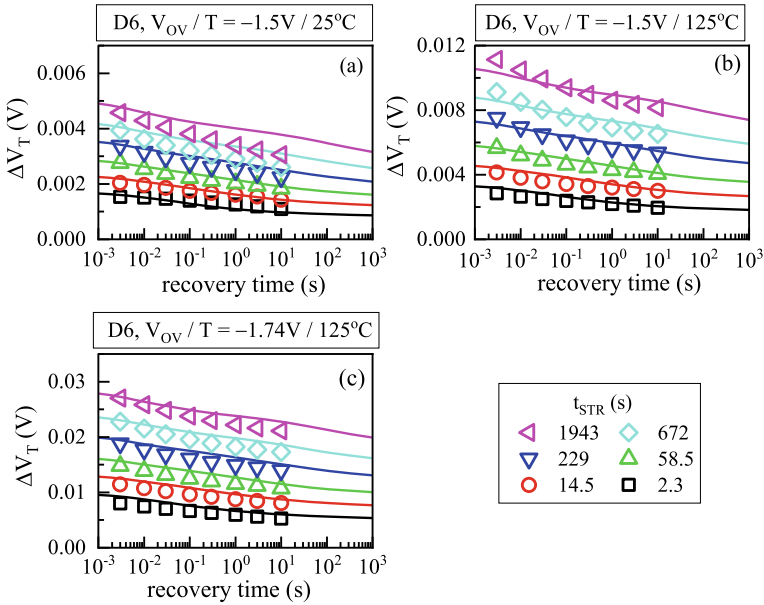 D6, V_OV / T = −1.5V / 25°C
(a)
ΔV_T (V)
0.006
0.004
0.002
0.000
10^-3 10^-2 10^-1 10^0 10^1 10^2 10^3
recovery time (s)
D6, V_OV / T = −1.5V / 125°C
(b)
ΔV_T (V)
0.012
0.008
0.004
0.000
10^-3 10^-2 10^-1 10^0 10^1 10^2 10^3
recovery time (s)
D6, V_OV / T = −1.74V / 125°C
(c)
ΔV_T (V)
0.03
0.02
0.01
0.00
10^-3 10^-2 10^-1 10^0 10^1 10^2 10^3
recovery time (s)
t_STR (s)
1943 672
229 58.5
14.5 2.3